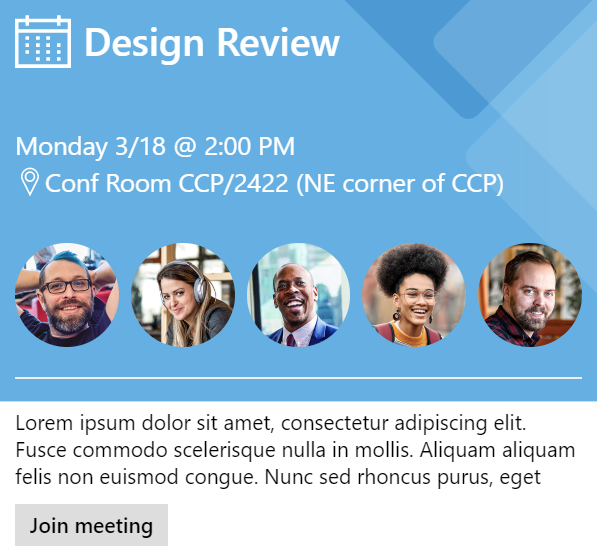 Design Review
Monday 3/18 @ 2:00 PM
Conf Room CCP/2422 (NE corner of CCP)
Lorem ipsum dolor sit amet, consectetur adipiscing elit.
Fusce commodo scelerisque nulla in mollis. Aliquam aliquam
felis non euismod congue. Nunc sed rhoncus purus, eget
Join meeting